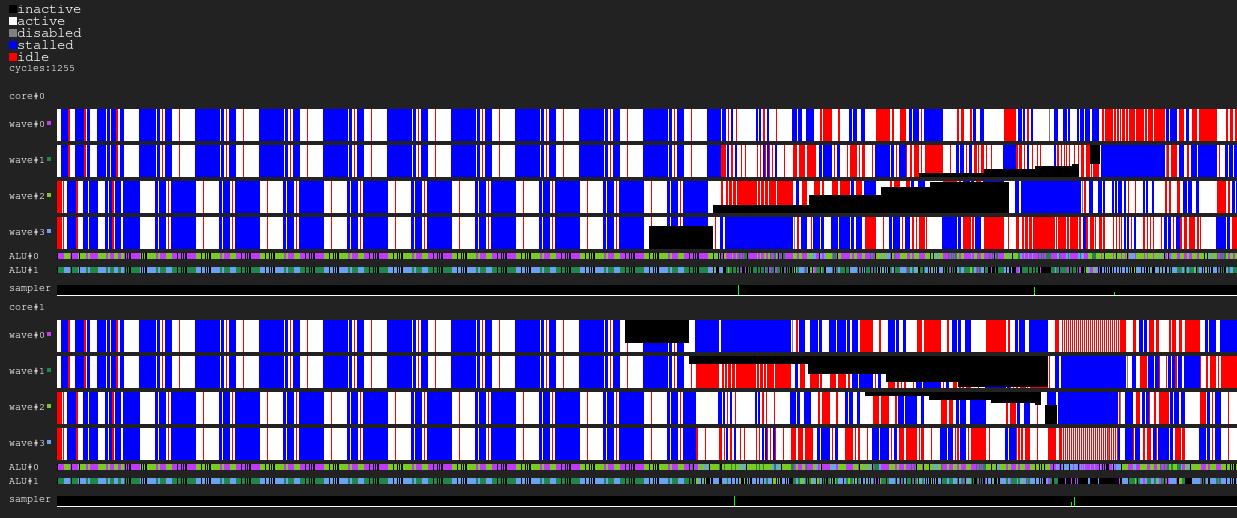 inactive
active
disabled
stalled
idle
cycles:1255
core#0
wave#0
wave#1
wave#2
wave#3
ALU#0
ALU#1
sampler
core#1
wave#0
wave#1
wave#2
wave#3
ALU#0
ALU#1
sampler